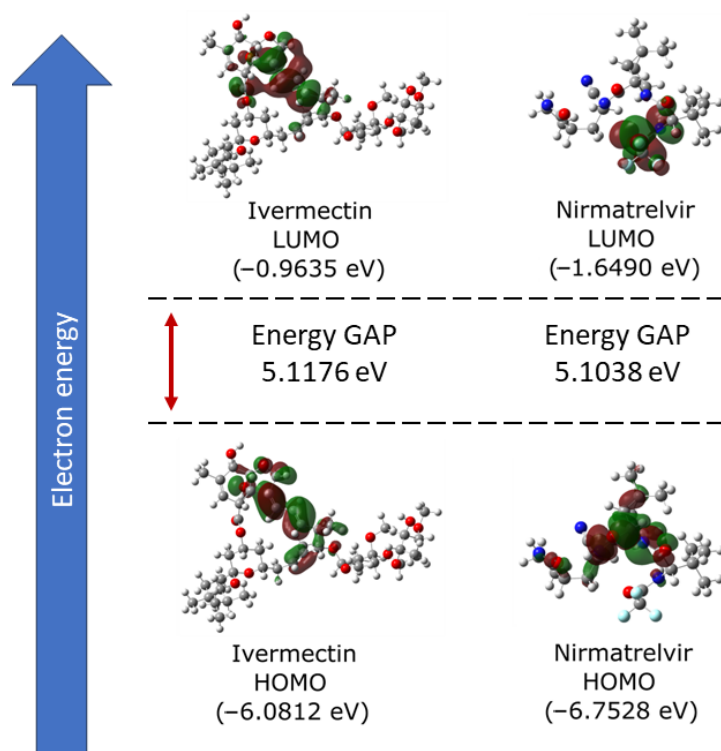 Electron energy
Ivermectin
LUMO
(−0.9635 eV)
Nirmatrelvir
LUMO
(−1.6490 eV)
Energy GAP
5.1176 eV
Energy GAP
5.1038 eV
Ivermectin
HOMO
(−6.0812 eV)
Nirmatrelvir
HOMO
(−6.7528 eV)